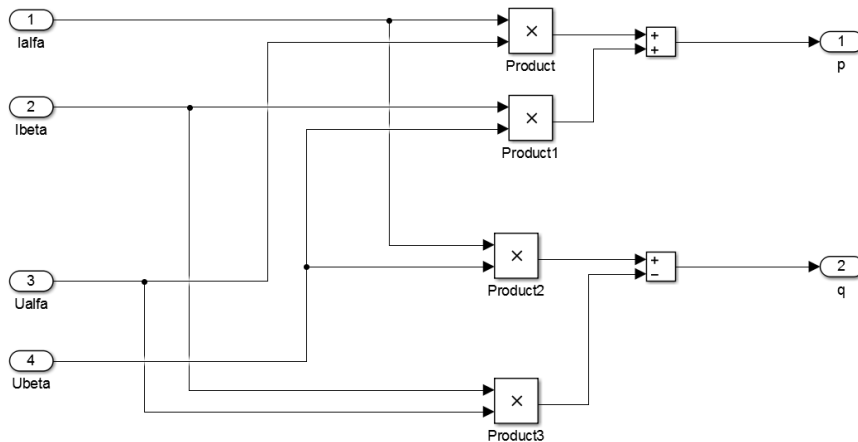 1
Ialfa
×
Product
+
+
1
p
2
Ibeta
×
Product1
3
Ualfa
×
Product2
+
−
2
q
4
Ubeta
×
Product3